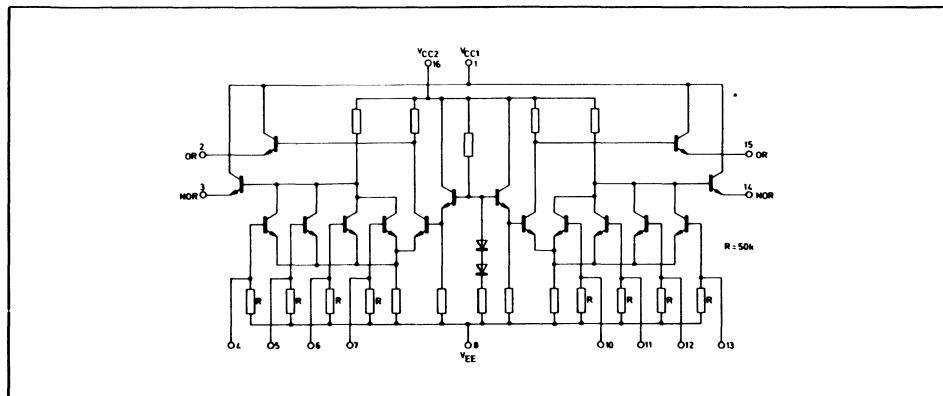 VCC2 VCC1
16 1
2 15
OR OR
3 14
NOR NOR
R = 50k
R R R R R R R R
4 5 6 7 8 10 11 12 13
VEE